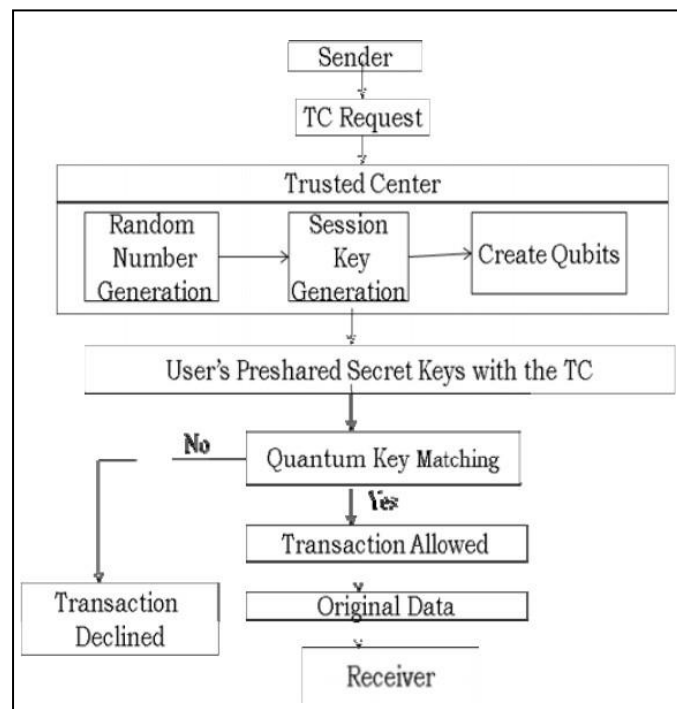 Sender
TC Request
Trusted Center
Random
Number
Generation
Session
Key
Generation
Create Qubits
User's Preshared Secret Keys with the TC
No
Quantum Key Matching
Yes
Transaction Allowed
Transaction
Declined
Original Data
Receiver